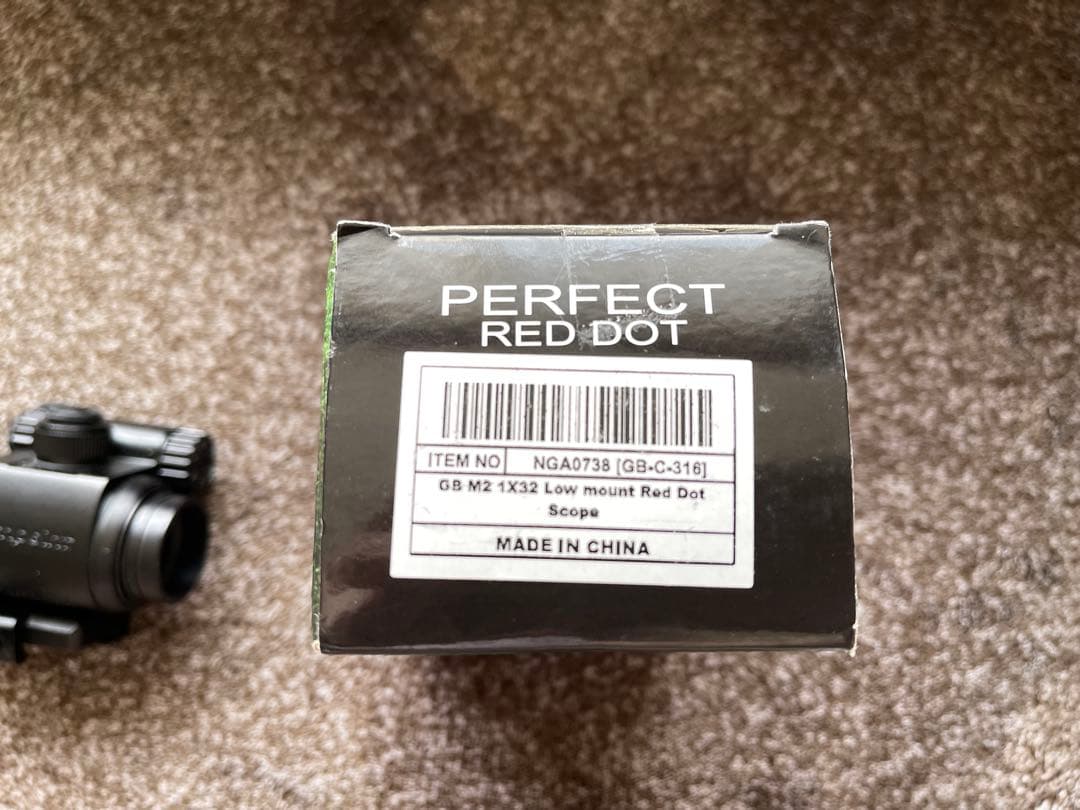 PERFECT
RED DOT
ITEM NO NGA0738 [GB-C-316]
GB M2 1X32 Low mount Red Dot
Scope
MADE IN CHINA